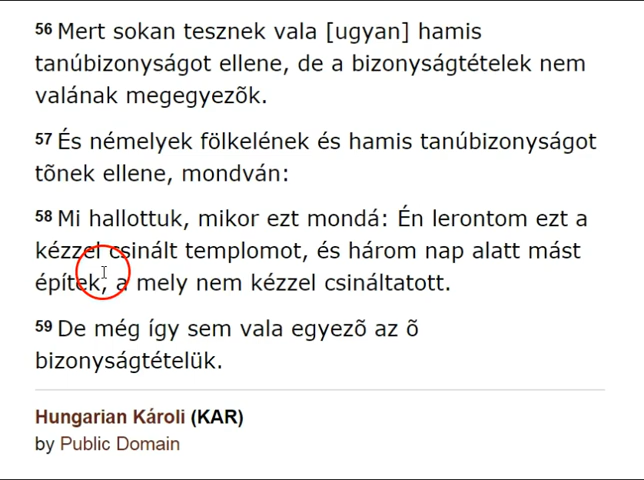 56 Mert sokan tesznek vala [ugyan] hamis
tanúbizonyságot ellene, de a bizonyságtételek nem
valának megegyezõk.
57 És némelyek fölkelének és hamis tanúbizonyságot
tõnek ellene, mondván:
58 Mi hallottuk, mikor ezt mondá: Én lerontom ezt a
kézzel csinált templomot, és három nap alatt mást
építek, a mely nem kézzel csináltatott.
59 De még így sem vala egyezõ az õ
bizonyságtételük.
Hungarian Károli (KAR)
by Public Domain